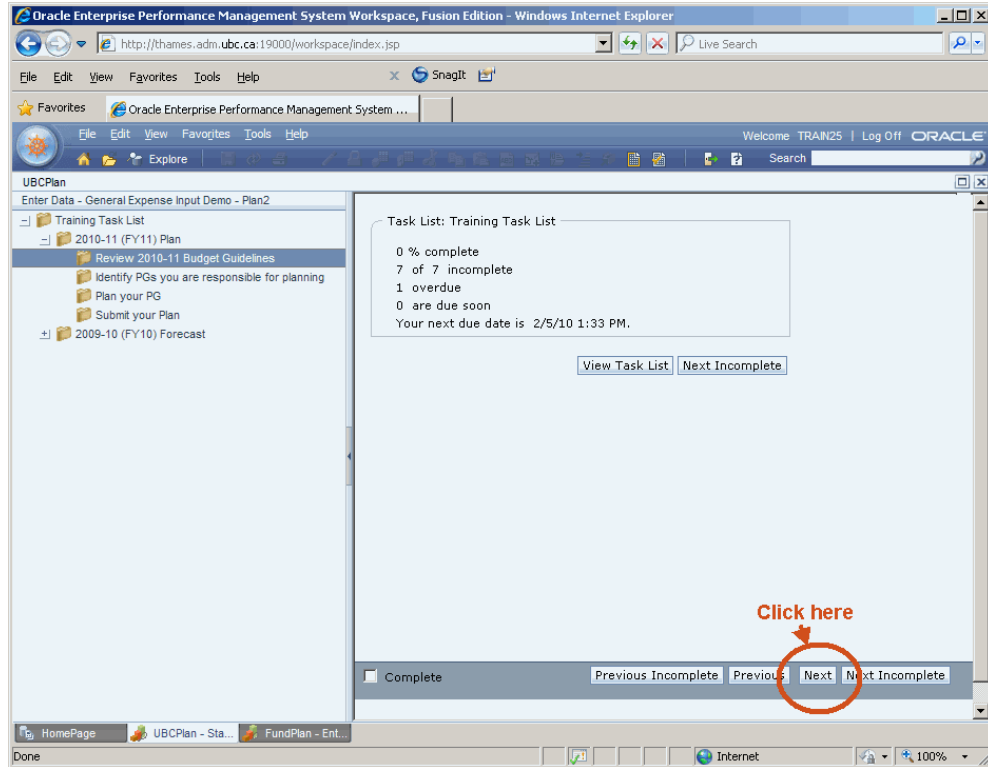 Oracle Enterprise Performance Management System Workspace, Fusion Edition - Windows Internet Explorer
http://thames.adm.ubc.ca:19000/workspace/index.jsp
Live Search
File Edit View Favorites Tools Help
x SnagIt
Favorites
Oracle Enterprise Performance Management System ...
File Edit View Favorites Tools Help
Welcome TRAIN25 | Log Off ORACLE
Explore
Search
UBCPlan
Enter Data - General Expense Input Demo - Plan2
Training Task List
2010-11 (FY11) Plan
Review 2010-11 Budget Guidelines
Identify PGs you are responsible for planning
Plan your PG
Submit your Plan
2009-10 (FY10) Forecast
Task List: Training Task List
0 % complete
7 of 7 incomplete
1 overdue
0 are due soon
Your next due date is 2/5/10 1:33 PM.
View Task List Next Incomplete
Click here
Complete
Previous Incomplete Previous Next Next Incomplete
HomePage UBCPlan - Sta... FundPlan - Ent...
Done
Internet
100%